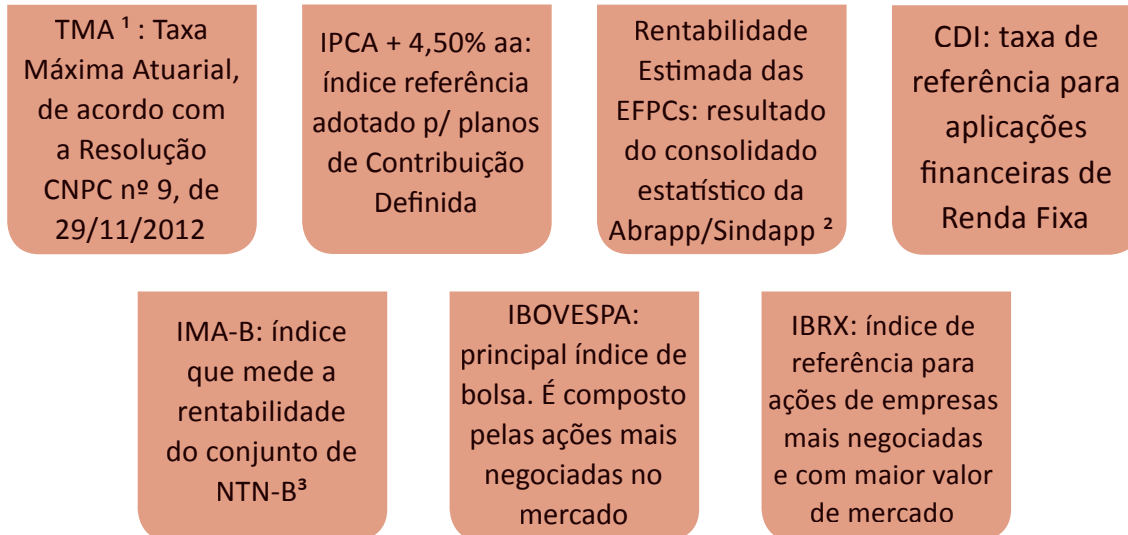 TMA ¹ : Taxa
Máxima Atuarial,
de acordo com
a Resolução
CNPC nº 9, de
29/11/2012
IPCA + 4,50% aa:
índice referência
adotado p/ planos
de Contribuição
Definida
Rentabilidade
Estimada das
EFPCs: resultado
do consolidado
estatístico da
Abrapp/Sindapp ²
CDI: taxa de
referência para
aplicações
financeiras de
Renda Fixa
IMA-B: índice
que mede a
rentabilidade
do conjunto de
NTN-B³
IBOVESPA:
principal índice de
bolsa. É composto
pelas ações mais
negociadas no
mercado
IBRX: índice de
referência para
ações de empresas
mais negociadas
e com maior valor
de mercado